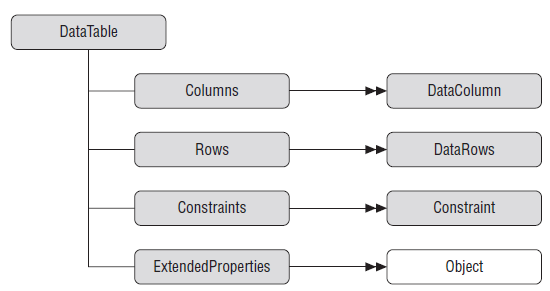 DataTable
Columns
DataColumn
Rows
DataRows
Constraints
Constraint
ExtendedProperties
Object